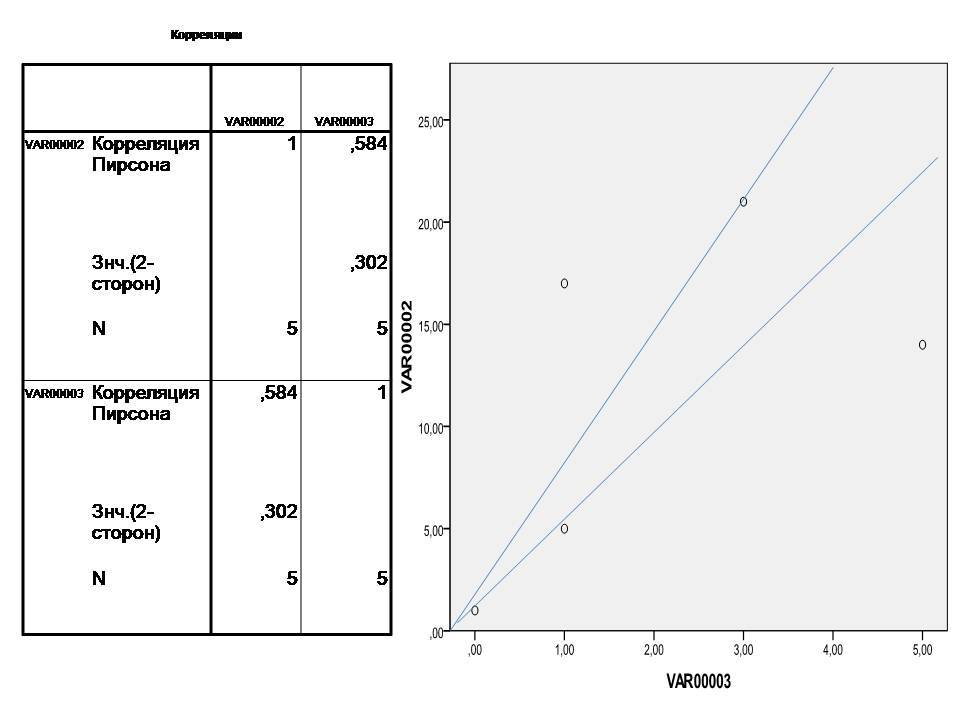 Корреляции
VAR00002 VAR00003
VAR00002 Корреляция 1 ,584
Пирсона
Знч.(2- ,302
сторон)
N 5 5
VAR00003 Корреляция ,584 1
Пирсона
Знч.(2- ,302
сторон)
N 5 5
25,00
20,00
15,00
10,00
5,00
,00
VAR00002
,00 1,00 2,00 3,00 4,00 5,00
VAR00003